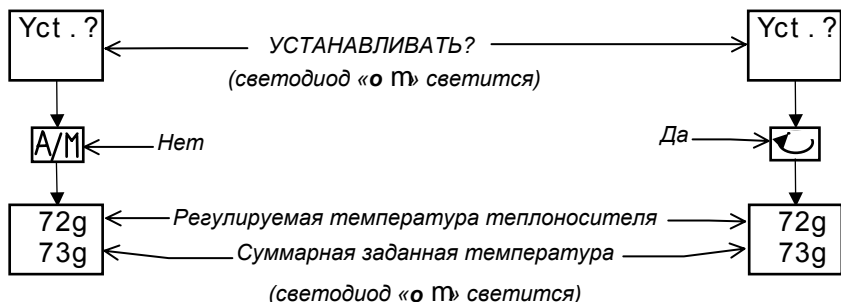 Yct . ? УСТАНАВЛИВАТЬ? Yct . ?
(светодиод «о m» светится)
A/M Нет Да
72g Регулируемая температура теплоносителя 72g
73g Суммарная заданная температура 73g
(светодиод «о m» светится)